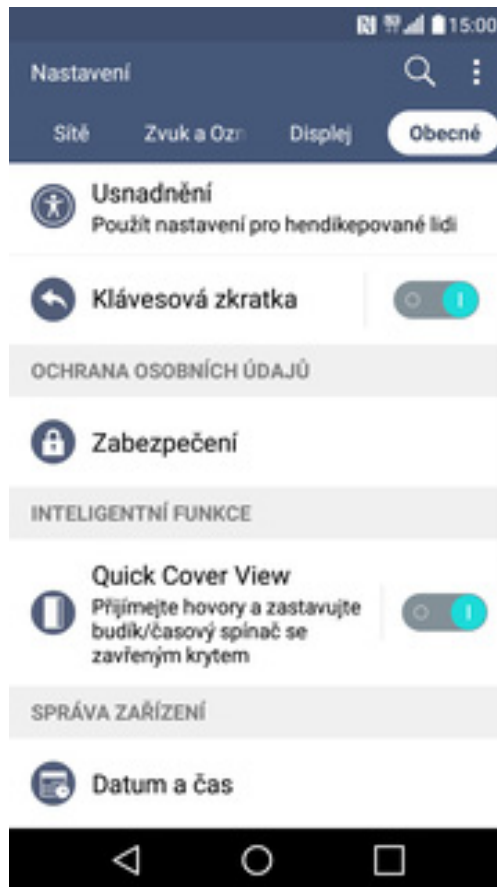 15:00
Nastavení
Sítě Zvuk a Ozn Displej Obecné
Usnadnění
Použít nastavení pro hendikepované lidi
Klávesová zkratka
OCHRANA OSOBNÍCH ÚDAJŮ
Zabezpečení
INTELIGENTNÍ FUNKCE
Quick Cover View
Přijímejte hovory a zastavujte
budík/časový spínač se
zavřeným krytem
SPRÁVA ZAŘÍZENÍ
Datum a čas